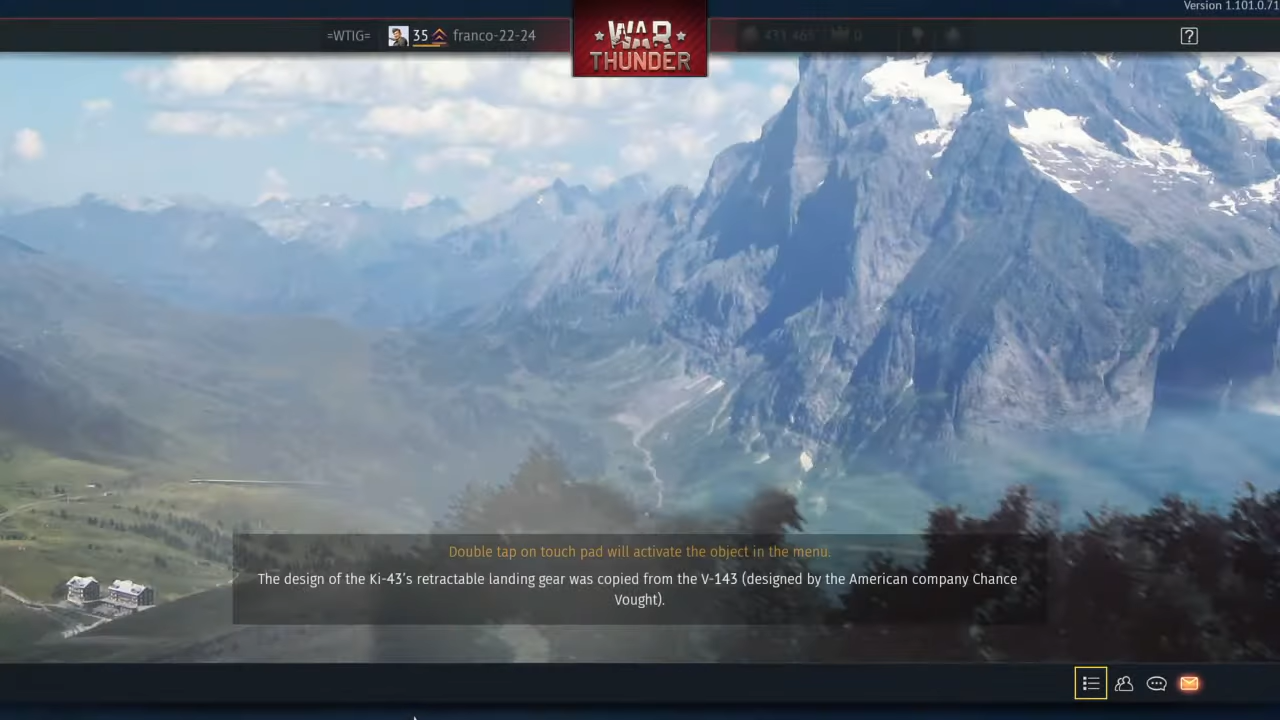 Version 1.101.0.71
=WTIG= 35 franco-22-24
WAR
THUNDER
?
Double tap on touch pad will activate the object in the menu.
The design of the Ki-43's retractable landing gear was copied from the V-143 (designed by the American company Chance
Vought).